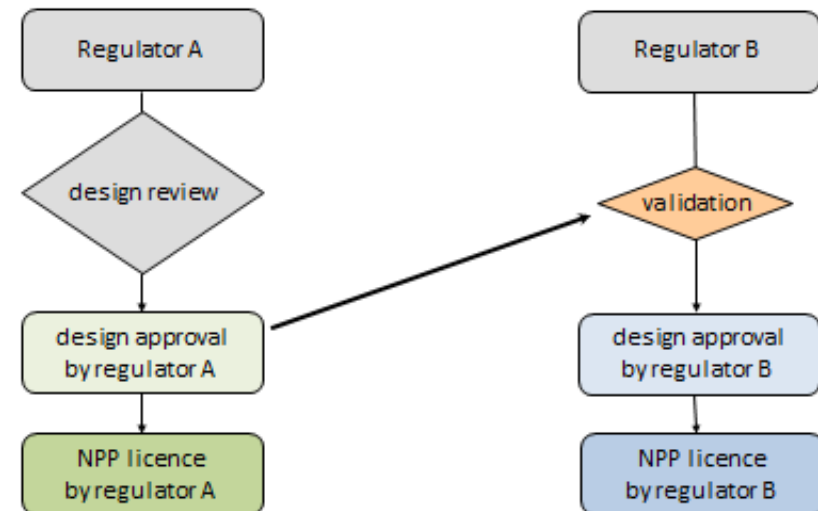 Regulator A
design review
design approval
by regulator A
NPP licence
by regulator A
Regulator B
validation
design approval
by regulator B
NPP licence
by regulator B